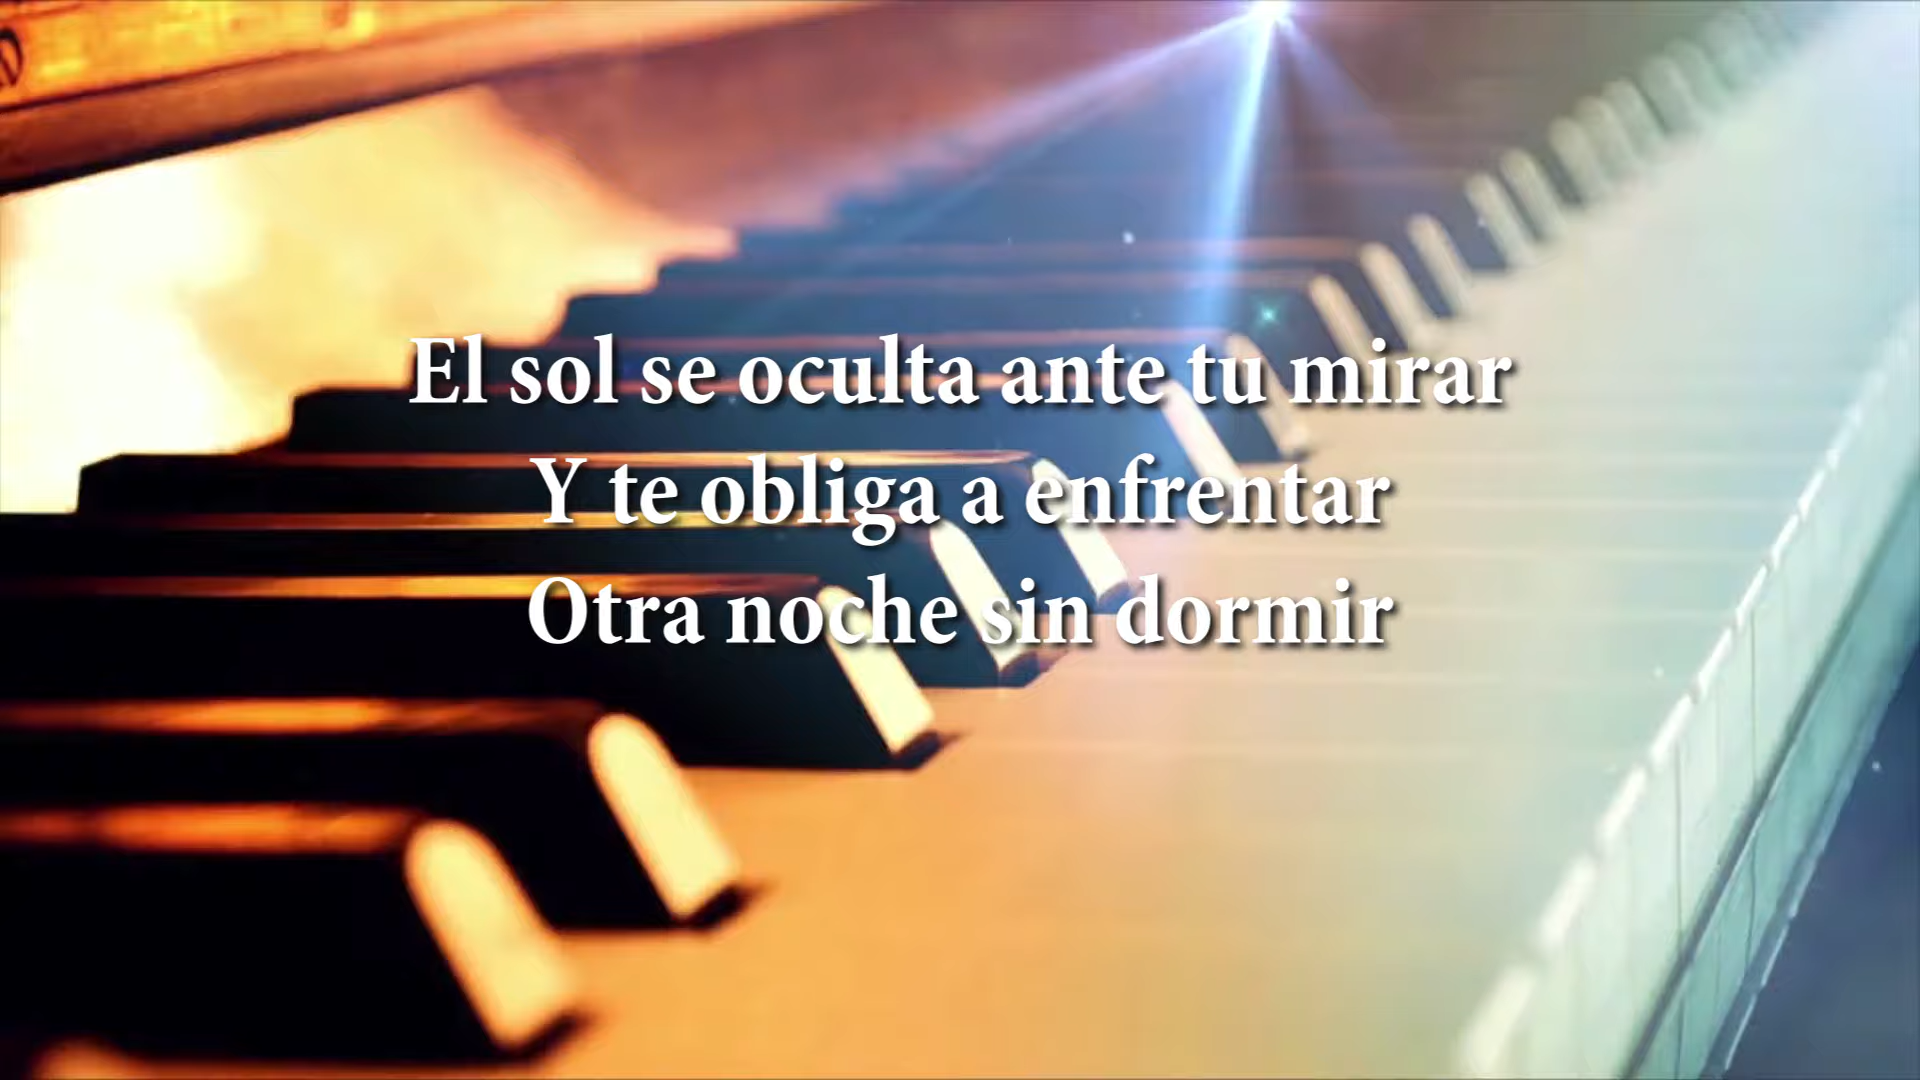 El sol se oculta ante tu mirar
Y te obliga a enfrentar
Otra noche sin dormir